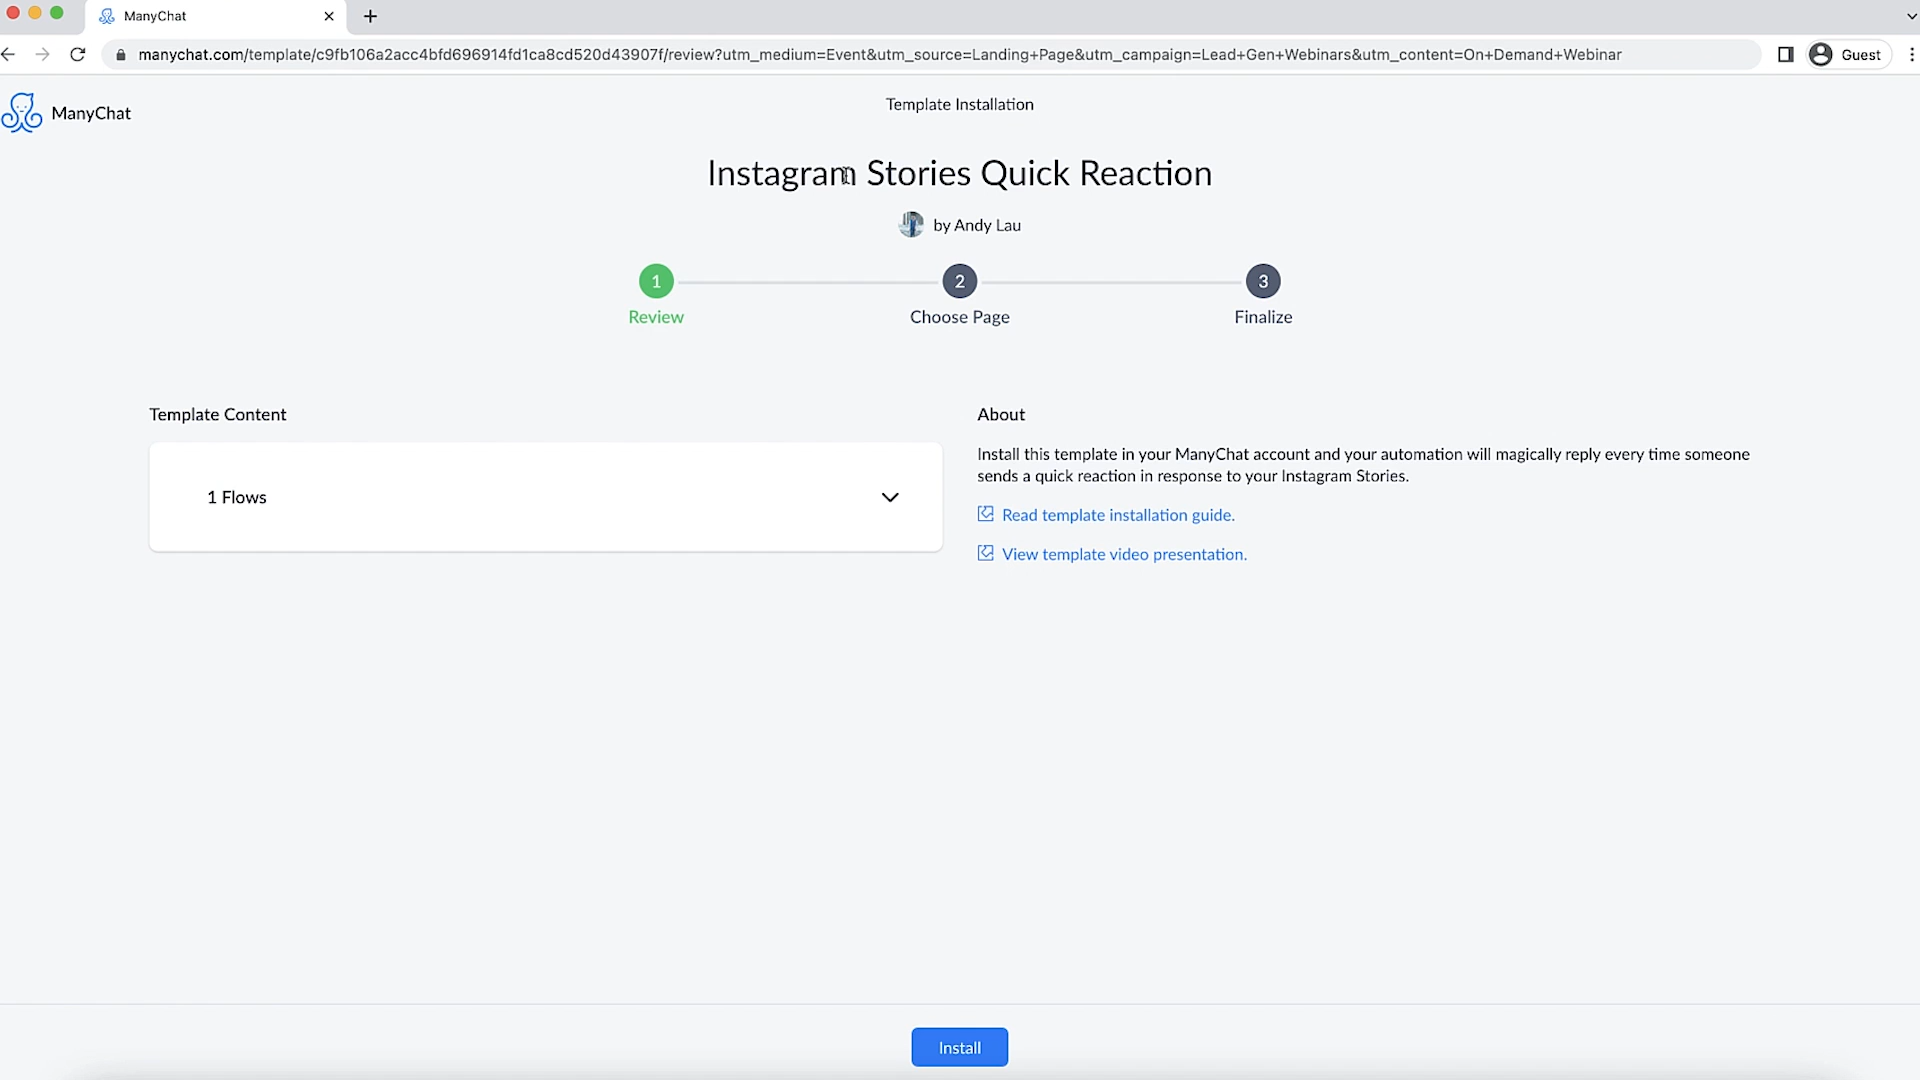 ManyChat
manychat.com/template/c9fb106a2acc4bfd696914fd1ca8cd520d43907f/review?utm_medium=Event&utm_source=Landing+Page&utm_campaign=Lead+Gen+Webinars&utm_content=On+Demand+Webinar
Guest
ManyChat
Template Installation
Instagram Stories Quick Reaction
by Andy Lau
1
2
3
Review
Choose Page
Finalize
Template Content
1 Flows
About
Install this template in your ManyChat account and your automation will magically reply every time someone
sends a quick reaction in response to your Instagram Stories.
Read template installation guide.
View template video presentation.
Install